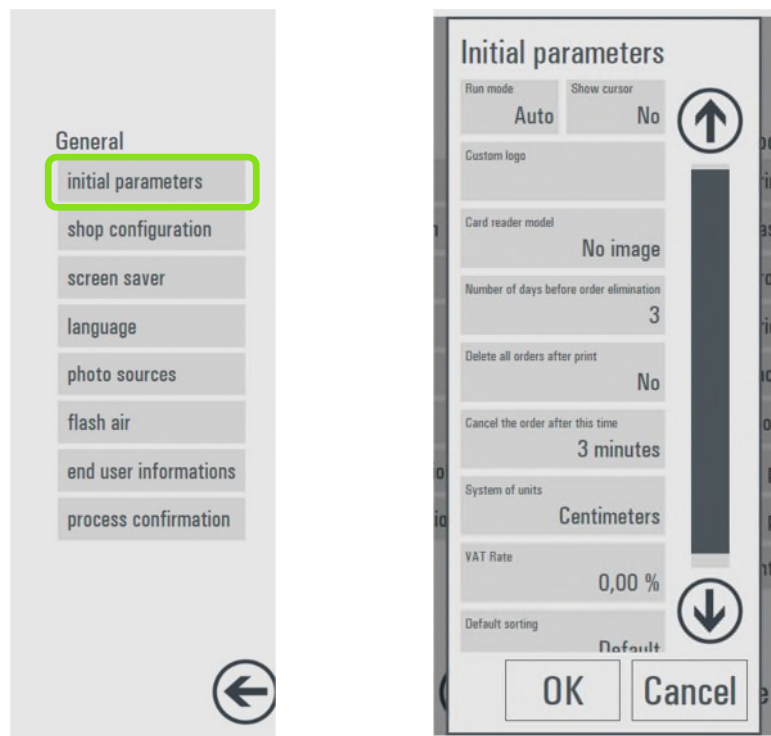 General
initial parameters
shop configuration
screen saver
language
photo sources
flash air
end user informations
process confirmation
Initial parameters
Run mode
Auto
Show cursor
No
Custom logo
Card reader model
No image
Number of days before order elimination
3
Delete all orders after print
No
Cancel the order after this time
3 minutes
System of units
Centimeters
VAT Rate
0,00 %
Default sorting
Default
OK
Cancel